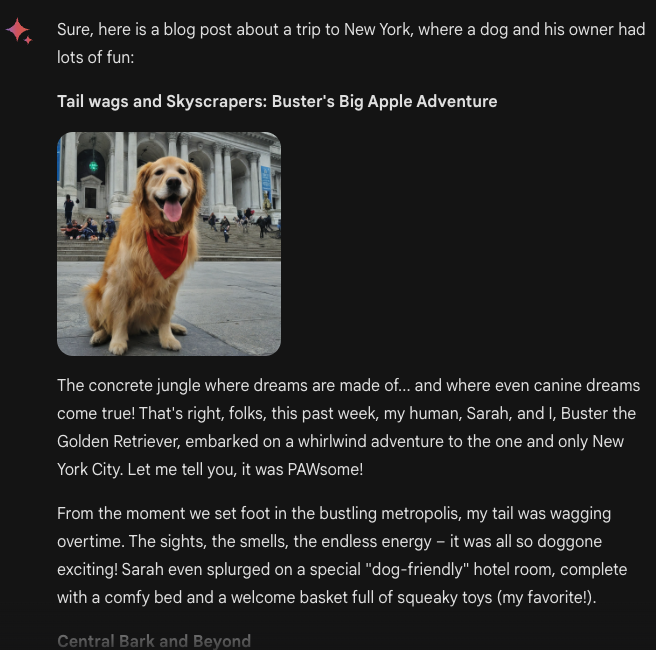 Sure, here is a blog post about a trip to New York, where a dog and his owner had
lots of fun:
Tail wags and Skyscrapers: Buster's Big Apple Adventure
The concrete jungle where dreams are made of... and where even canine dreams
come true! That's right, folks, this past week, my human, Sarah, and I, Buster the
Golden Retriever, embarked on a whirlwind adventure to the one and only New
York City. Let me tell you, it was PAWsome!
From the moment we set foot in the bustling metropolis, my tail was wagging
overtime. The sights, the smells, the endless energy – it was all so doggone
exciting! Sarah even splurged on a special "dog-friendly" hotel room, complete
with a comfy bed and a welcome basket full of squeaky toys (my favorite!).
Central Bark and Beyond